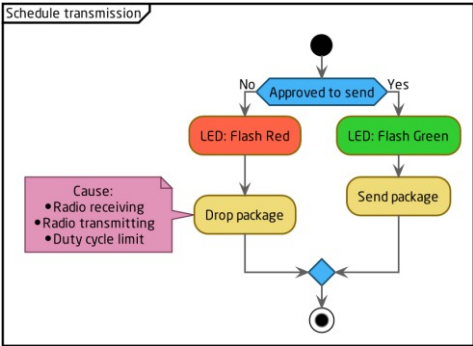 Schedule transmission
No
Approved to send
Yes
LED: Flash Red
LED: Flash Green
Cause:
•Radio receiving
•Radio transmitting
•Duty cycle limit
Drop package
Send package